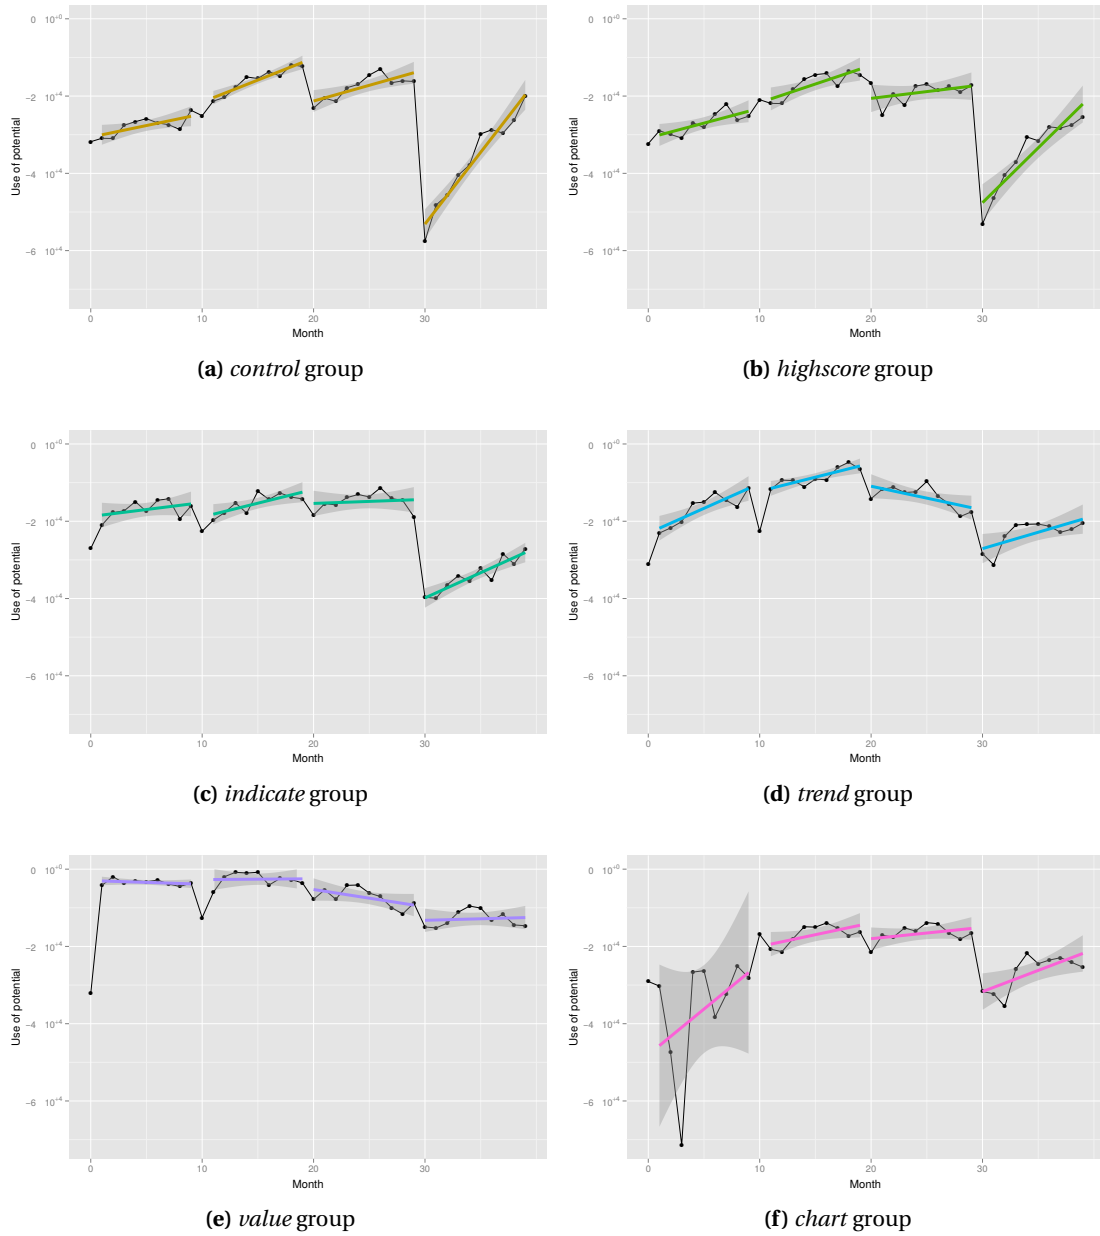 0 10+0
−2 10+4
−4 10+4
−6 10+4
Use of potential
0 10 20 30
Month
(a) control group
0 10+0
−2 10+4
−4 10+4
−6 10+4
Use of potential
0 10 20 30
Month
(b) highscore group
0 10+0
−2 10+4
−4 10+4
−6 10+4
Use of potential
0 10 20 30
Month
(c) indicate group
0 10+0
−2 10+4
−4 10+4
−6 10+4
Use of potential
0 10 20 30
Month
(d) trend group
0 10+0
−2 10+4
−4 10+4
−6 10+4
Use of potential
0 10 20 30
Month
(e) value group
0 10+0
−2 10+4
−4 10+4
−6 10+4
Use of potential
0 10 20 30
Month
(f) chart group